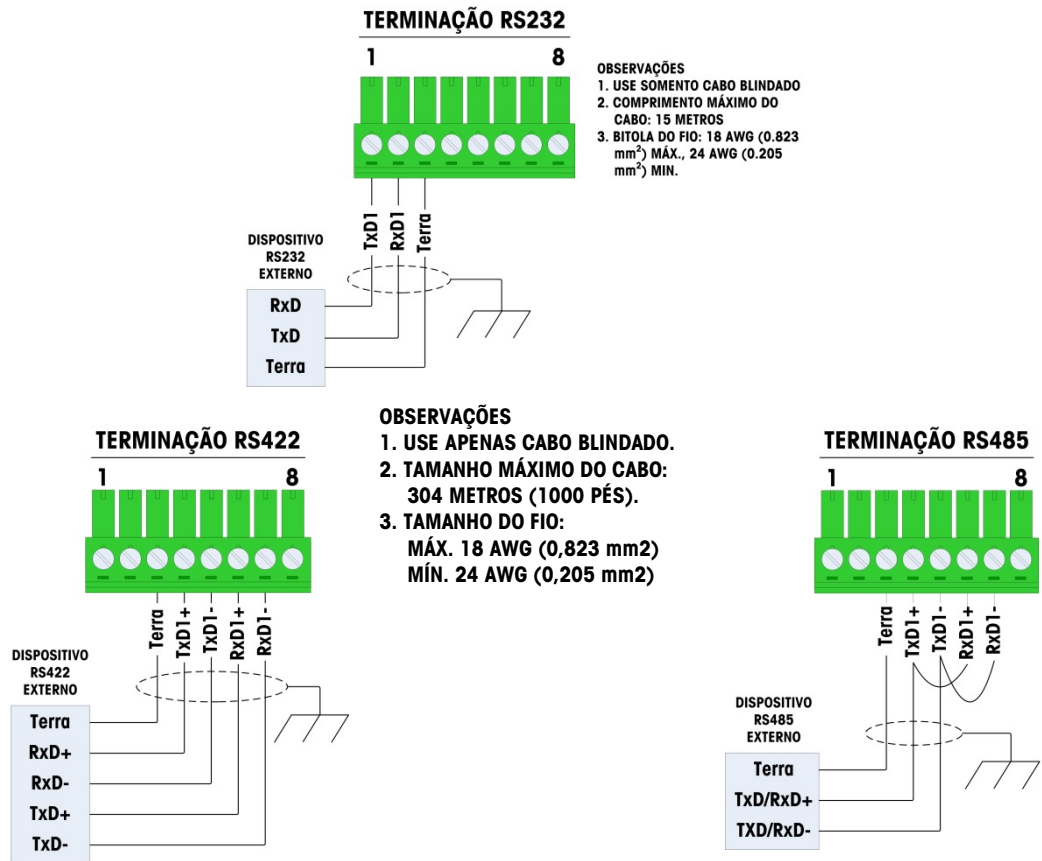 TERMINAÇÃO RS232
1 8
OBSERVAÇÕES
1. USE SOMENTO CABO BLINDADO
2. COMPRIMENTO MÁXIMO DO
CABO: 15 METROS
3. BITOLA DO FIO: 18 AWG (0.823
mm²) MÁX., 24 AWG (0.205
mm²) MIN.
TxD1
RxD1
Terra
DISPOSITIVO
RS232
EXTERNO
RxD
TxD
Terra
TERMINAÇÃO RS422
1 8
Terra
TxD1+
TxD1-
RxD1+
RxD1-
DISPOSITIVO
RS422
EXTERNO
Terra
RxD+
RxD-
TxD+
TxD-
OBSERVAÇÕES
1. USE APENAS CABO BLINDADO.
2. TAMANHO MÁXIMO DO CABO:
304 METROS (1000 PÉS).
3. TAMANHO DO FIO:
MÁX. 18 AWG (0,823 mm2)
MÍN. 24 AWG (0,205 mm2)
TERMINAÇÃO RS485
1 8
Terra
TxD1+
TxD1-
RxD1+
RxD1-
DISPOSITIVO
RS485
EXTERNO
Terra
TxD/RxD+
TXD/RxD-